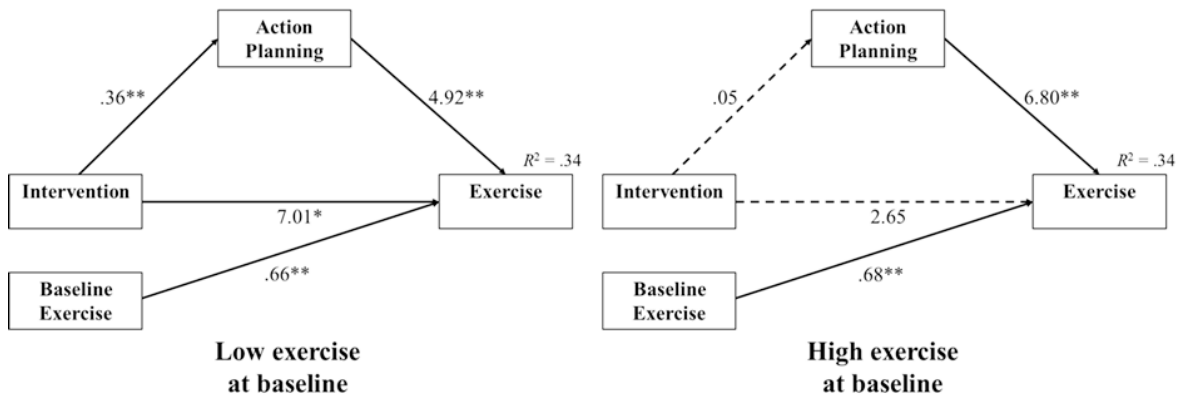 Action
Planning
.36**
4.92**
R² = .34
Intervention
Exercise
7.01*
.66**
Baseline
Exercise
Low exercise
at baseline
Action
Planning
.05
6.80**
R² = .34
Intervention
Exercise
2.65
.68**
Baseline
Exercise
High exercise
at baseline